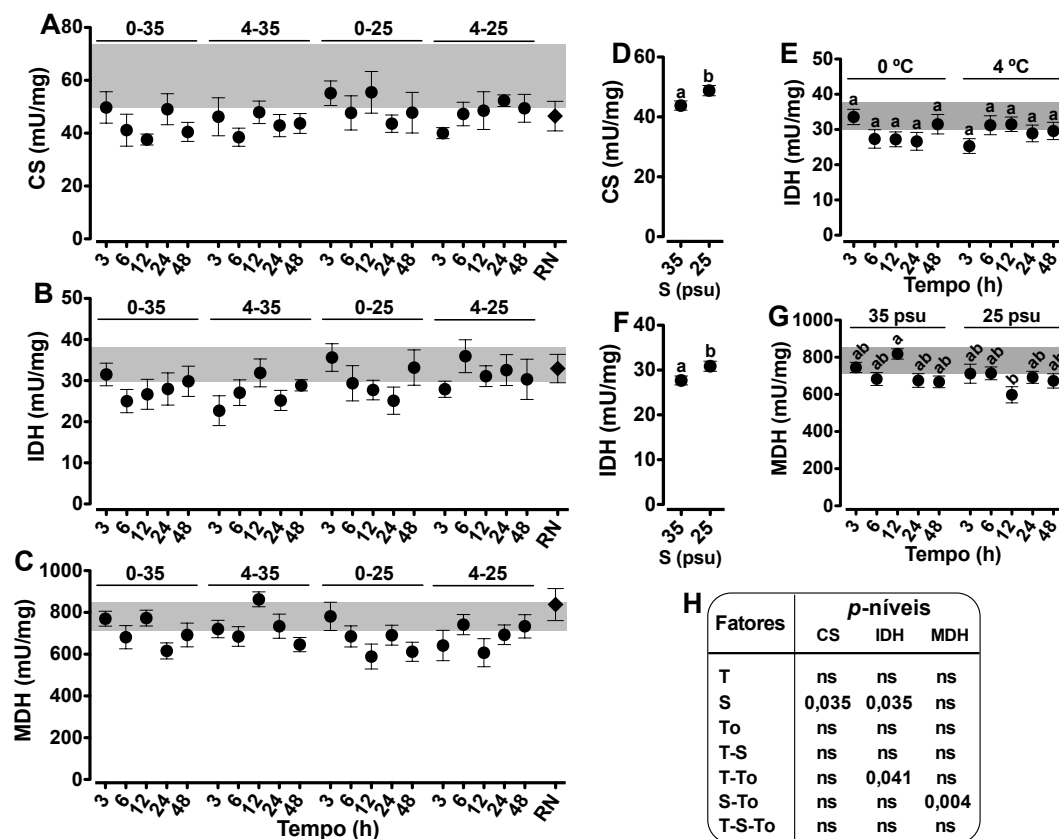 A
0-35 4-35 0-25 4-25
CS (mU/mg)
80
60
40
20
0
3 6 12 24 48 3 6 12 24 48 3 6 12 24 48 3 6 12 24 48 RN
B
0-35 4-35 0-25 4-25
IDH (mU/mg)
50
40
30
20
10
0
3 6 12 24 48 3 6 12 24 48 3 6 12 24 48 3 6 12 24 48 RN
C
0-35 4-35 0-25 4-25
MDH (mU/mg)
1000
800
600
400
200
0
3 6 12 24 48 3 6 12 24 48 3 6 12 24 48 3 6 12 24 48 RN
Tempo (h)
D
CS (mU/mg)
60
40
20
0
a b
35 25
S (psu)
E
0 ºC 4 ºC
IDH (mU/mg)
50
40
30
20
10
0
a a a a a a a a a a
3 6 12 24 48 3 6 12 24 48
Tempo (h)
F
IDH (mU/mg)
40
30
20
10
0
a b
35 25
S (psu)
G
35 psu 25 psu
MDH (mU/mg)
1000
800
600
400
200
0
ab ab a ab ab ab ab b ab ab
3 6 12 24 48 3 6 12 24 48
Tempo (h)
H
Fatores p-níveis
CS IDH MDH
T ns ns ns
S 0,035 0,035 ns
To ns ns ns
T-S ns ns ns
T-To ns 0,041 ns
S-To ns ns 0,004
T-S-To ns ns ns